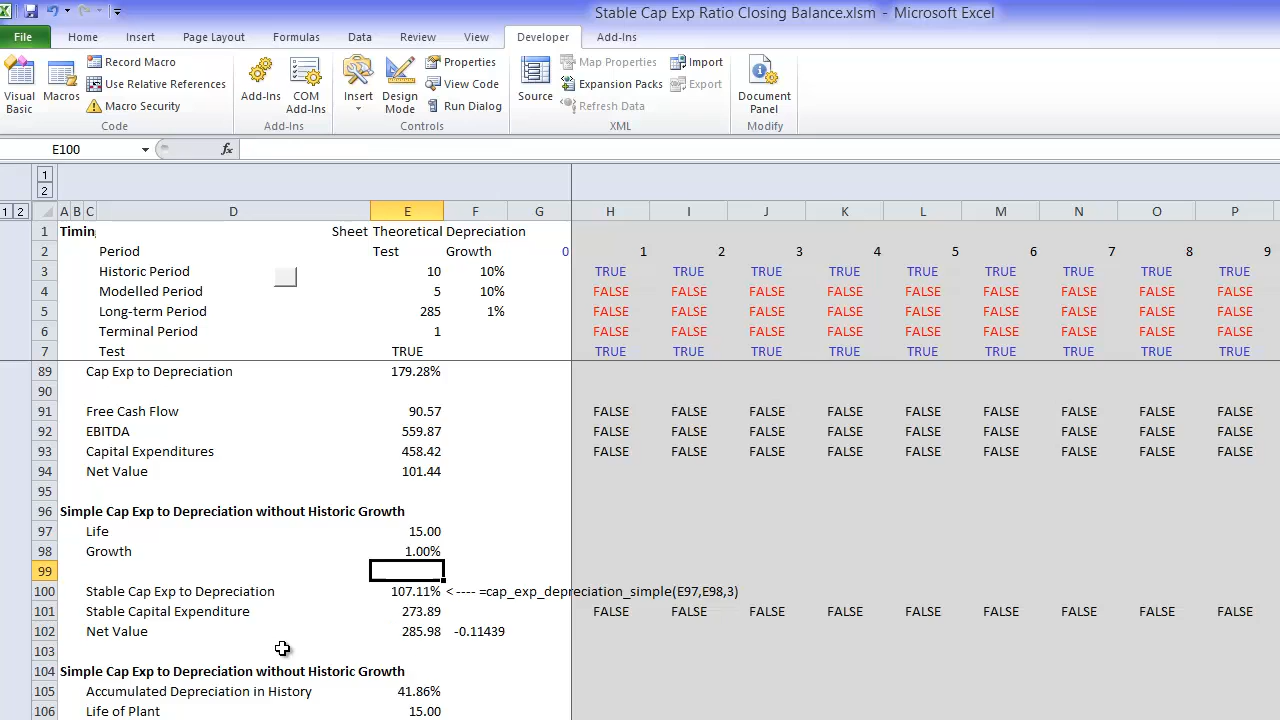 Stable Cap Exp Ratio Closing Balance.xlsm - Microsoft Excel
File Home Insert Page Layout Formulas Data Review View Developer Add-Ins
Visual Basic
Macros
Record Macro
Use Relative References
Macro Security
Code
Add-Ins
COM Add-Ins
Add-Ins
Insert
Design Mode
Properties
View Code
Run Dialog
Controls
Source
Map Properties
Expansion Packs
Refresh Data
Import
Export
XML
Document Panel
Modify
E100 fx
1
2
1 2 A B C D E F G H I J K L M N O P
1 Timin Sheet Theoretical Depreciation
2 Period Test Growth 0 1 2 3 4 5 6 7 8 9
3 Historic Period 10 10% TRUE TRUE TRUE TRUE TRUE TRUE TRUE TRUE TRUE
4 Modelled Period 5 10% FALSE FALSE FALSE FALSE FALSE FALSE FALSE FALSE FALSE
5 Long-term Period 285 1% FALSE FALSE FALSE FALSE FALSE FALSE FALSE FALSE FALSE
6 Terminal Period 1 FALSE FALSE FALSE FALSE FALSE FALSE FALSE FALSE FALSE
7 Test TRUE TRUE TRUE TRUE TRUE TRUE TRUE TRUE TRUE TRUE
89 Cap Exp to Depreciation 179.28%
90
91 Free Cash Flow 90.57 FALSE FALSE FALSE FALSE FALSE FALSE FALSE FALSE FALSE
92 EBITDA 559.87 FALSE FALSE FALSE FALSE FALSE FALSE FALSE FALSE FALSE
93 Capital Expenditures 458.42 FALSE FALSE FALSE FALSE FALSE FALSE FALSE FALSE FALSE
94 Net Value 101.44
95
96 Simple Cap Exp to Depreciation without Historic Growth
97 Life 15.00
98 Growth 1.00%
99
100 Stable Cap Exp to Depreciation 107.11% < ---- =cap_exp_depreciation_simple(E97,E98,3)
101 Stable Capital Expenditure 273.89 FALSE FALSE FALSE FALSE FALSE FALSE FALSE FALSE FALSE
102 Net Value 285.98 -0.11439
103
104 Simple Cap Exp to Depreciation without Historic Growth
105 Accumulated Depreciation in History 41.86%
106 Life of Plant 15.00